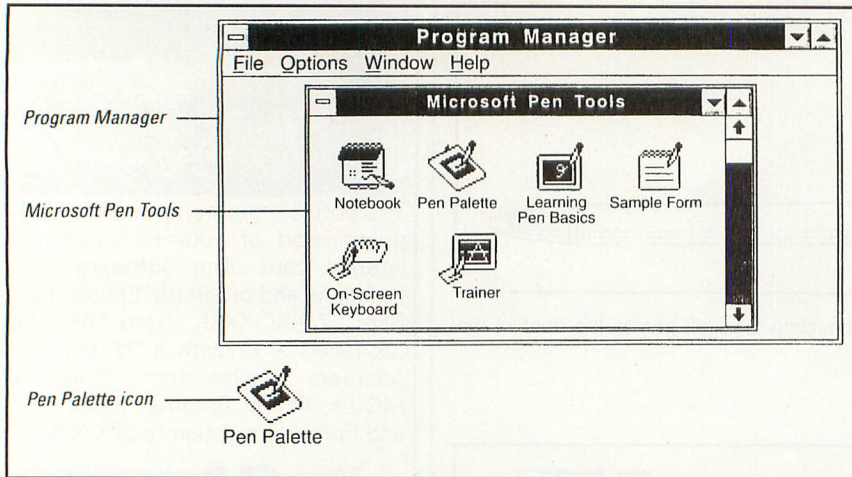 Program Manager
File Options Window Help
Program Manager
Microsoft Pen Tools
Notebook
Pen Palette
Learning
Pen Basics
Sample Form
Microsoft Pen Tools
On-Screen
Keyboard
Trainer
Pen Palette icon
Pen Palette